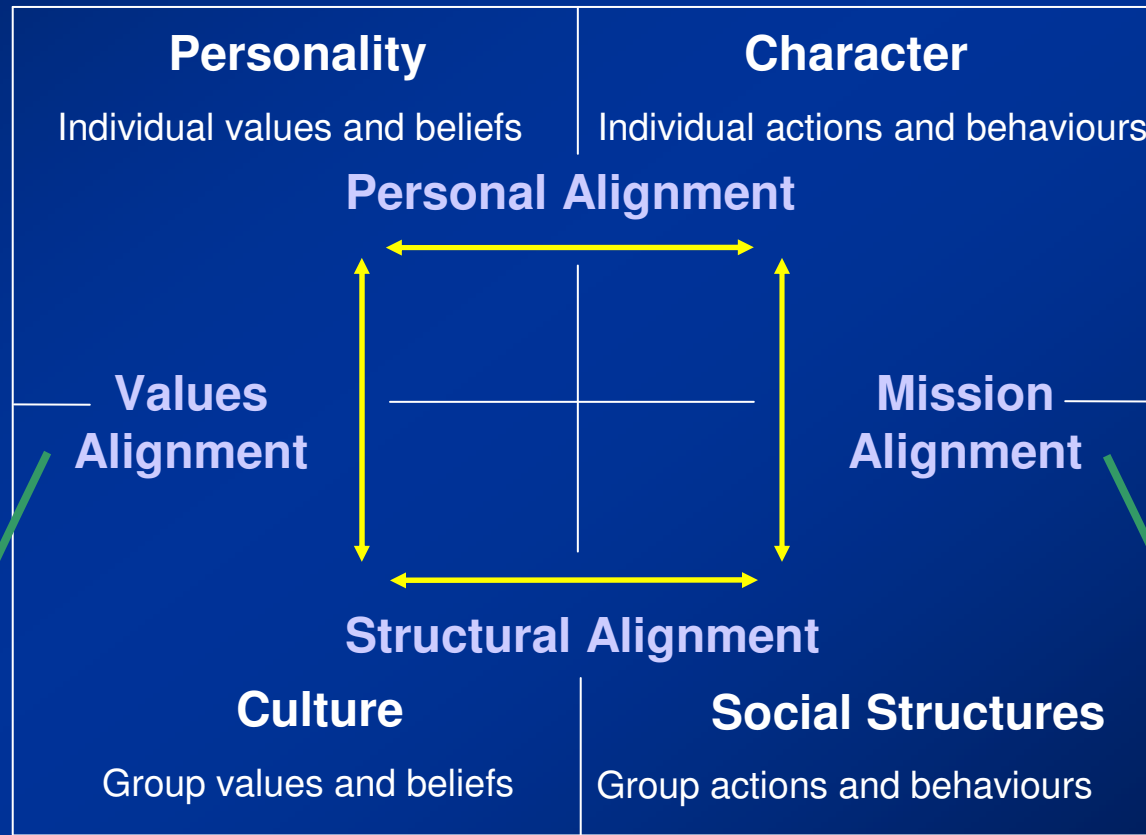 Personality
Character
Individual values and beliefs
Individual actions and behaviours
Personal Alignment
Values
Alignment
Mission
Alignment
Structural Alignment
Culture
Social Structures
Group values and beliefs
Group actions and behaviours